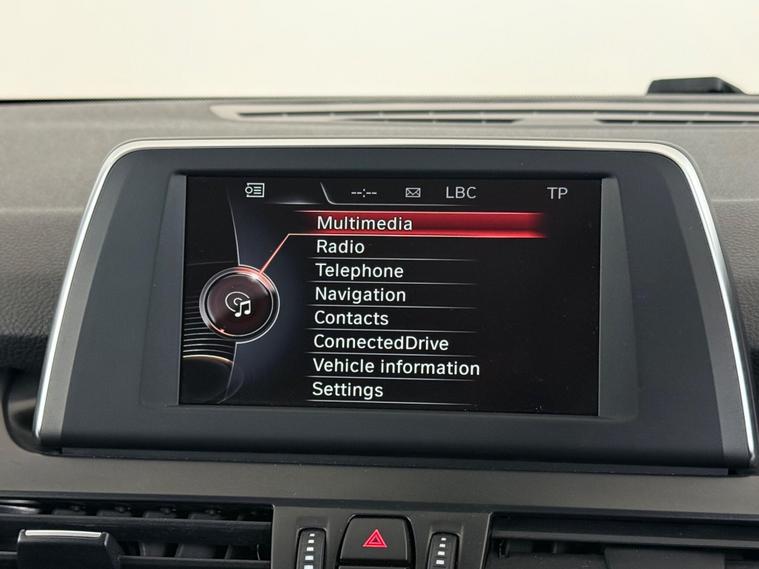 --:-- LBC TP
Multimedia
Radio
Telephone
Navigation
Contacts
ConnectedDrive
Vehicle information
Settings